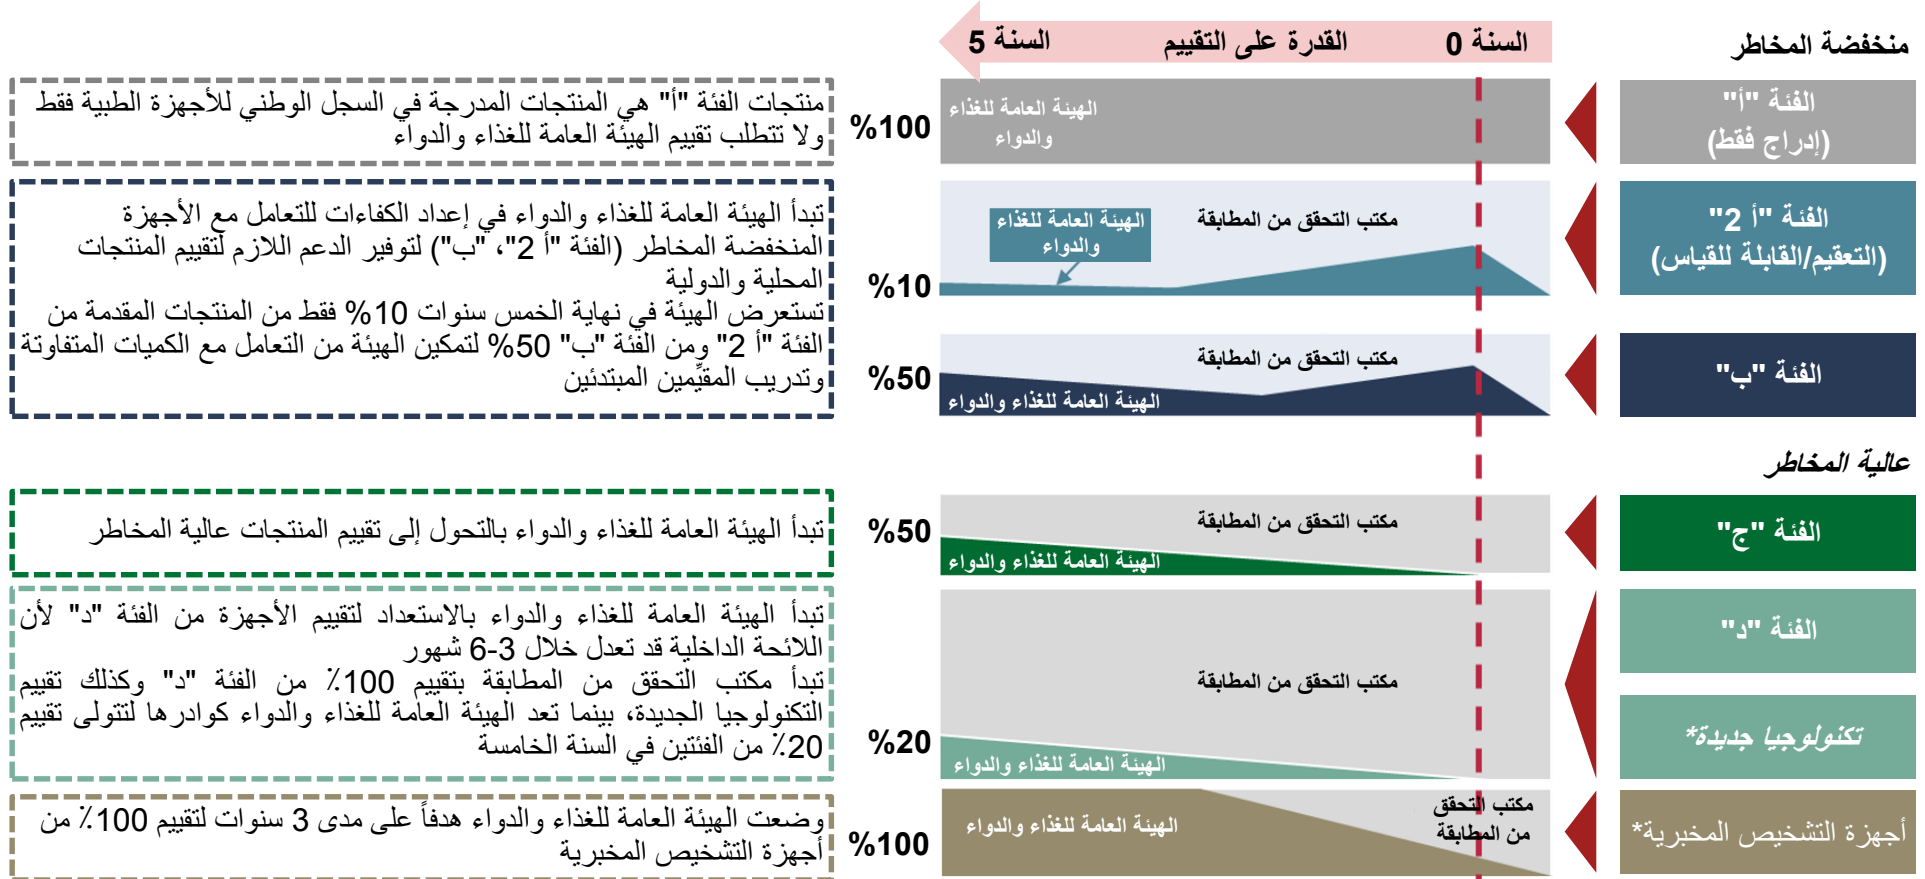 منخفضة المخاطر
السنة 0
القدرة على التقييم
السنة 5
الفئة "أ"
(إدراج فقط)
الهيئة العامة للغذاء
والدواء
%100
منتجات الفئة "أ" هي المنتجات المدرجة في السجل الوطني للأجهزة الطبية فقط
ولا تتطلب تقييم الهيئة العامة للغذاء والدواء
الفئة "أ 2"
(التعقيم/القابلة للقياس)
مكتب التحقق من المطابقة
الهيئة العامة للغذاء
والدواء
%10
تبدأ الهيئة العامة للغذاء والدواء في إعداد الكفاءات للتعامل مع الأجهزة
المنخفضة المخاطر (الفئة "أ 2"، "ب") لتوفير الدعم اللازم لتقييم المنتجات
المحلية والدولية
تستعرض الهيئة في نهاية الخمس سنوات 10% فقط من المنتجات المقدمة من
الفئة "أ 2" ومن الفئة "ب" 50% لتمكين الهيئة من التعامل مع الكميات المتفاوتة
وتدريب المقيِّمين المبتدئين
الفئة "ب"
مكتب التحقق من المطابقة
الهيئة العامة للغذاء والدواء
%50
عالية المخاطر
الفئة "ج"
مكتب التحقق من المطابقة
الهيئة العامة للغذاء والدواء
%50
تبدأ الهيئة العامة للغذاء والدواء بالتحول إلى تقييم المنتجات عالية المخاطر
الفئة "د"
تكنولوجيا جديدة*
مكتب التحقق من المطابقة
الهيئة العامة للغذاء والدواء
%20
تبدأ الهيئة العامة للغذاء والدواء بالاستعداد لتقييم الأجهزة من الفئة "د" لأن
اللائحة الداخلية قد تعدل خلال 3-6 شهور
تبدأ مكتب التحقق من المطابقة بتقييم 100٪ من الفئة "د" وكذلك تقييم
التكنولوجيا الجديدة، بينما تعد الهيئة العامة للغذاء والدواء كوادرها لتتولى تقييم
20٪ من الفئتين في السنة الخامسة
أجهزة التشخيص المخبرية*
مكتب التحقق
من المطابقة
الهيئة العامة للغذاء والدواء
%100
وضعت الهيئة العامة للغذاء والدواء هدفاً على مدى 3 سنوات لتقييم 100٪ من
أجهزة التشخيص المخبرية